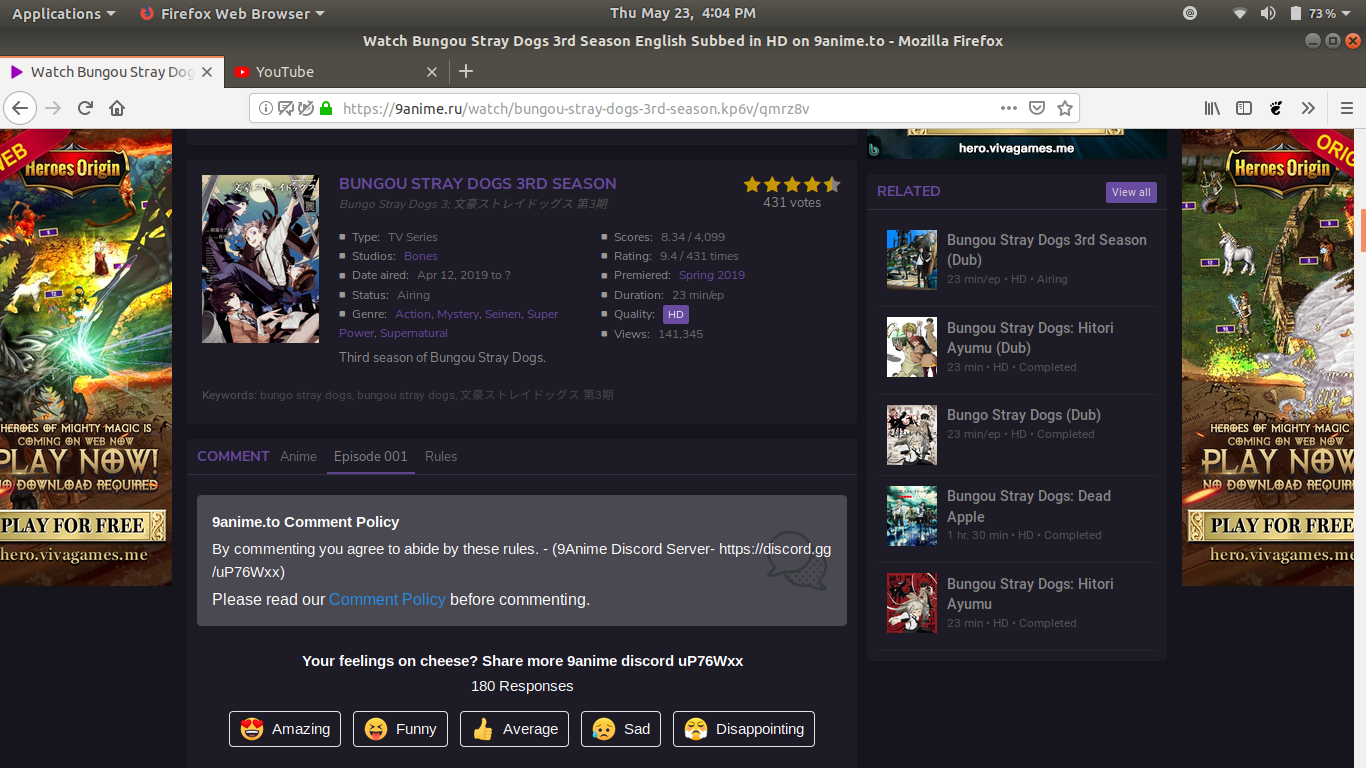 Applications
Firefox Web Browser
Thu May 23, 4:04 PM
73 %
Watch Bungou Stray Dogs 3rd Season English Subbed in HD on 9anime.to - Mozilla Firefox
Watch Bungou Stray Dog
YouTube
https://9anime.ru/watch/bungou-stray-dogs-3rd-season.kp6v/qmrz8v
WEB
Heroes Origin
HEROES OF MIGHTY MAGIC IS
COMING ON WEB NOW
PLAY NOW!
NO DOWNLOAD REQUIRED
PLAY FOR FREE
hero.vivagames.me
文豪ストレイドッグス
BUNGOU STRAY DOGS 3RD SEASON
Bungo Stray Dogs 3; 文豪ストレイドッグス 第3期
431 votes
Type: TV Series
Studios: Bones
Date aired: Apr 12, 2019 to ?
Status: Airing
Genre: Action, Mystery, Seinen, Super
Power, Supernatural
Scores: 8.34 / 4,099
Rating: 9.4 / 431 times
Premiered: Spring 2019
Duration: 23 min/ep
Quality: HD
Views: 141,345
Third season of Bungou Stray Dogs.
Keywords: bungo stray dogs, bungou stray dogs, 文豪ストレイドッグス 第3期
COMMENT
Anime
Episode 001
Rules
9anime.to Comment Policy
By commenting you agree to abide by these rules. - (9Anime Discord Server- https://discord.gg
/uP76Wxx)
Please read our Comment Policy before commenting.
Your feelings on cheese? Share more 9anime discord uP76Wxx
180 Responses
Amazing
Funny
Average
Sad
Disappointing
hero.vivagames.me
RELATED
View all
Bungou Stray Dogs 3rd Season
(Dub)
23 min/ep • HD • Airing
Bungou Stray Dogs: Hitori
Ayumu (Dub)
23 min • HD • Completed
Bungo Stray Dogs (Dub)
23 min/ep • HD • Completed
Bungou Stray Dogs: Dead
Apple
1 hr. 30 min • HD • Completed
Bungou Stray Dogs: Hitori
Ayumu
23 min • HD • Completed
ORIG
Heroes Origin
HEROES OF MIGHTY MAGIC I
COMING ON WEB NOW
PLAY NOW
NO DOWNLOAD REQUIRE
PLAY FOR FREE
hero.vivagames.me